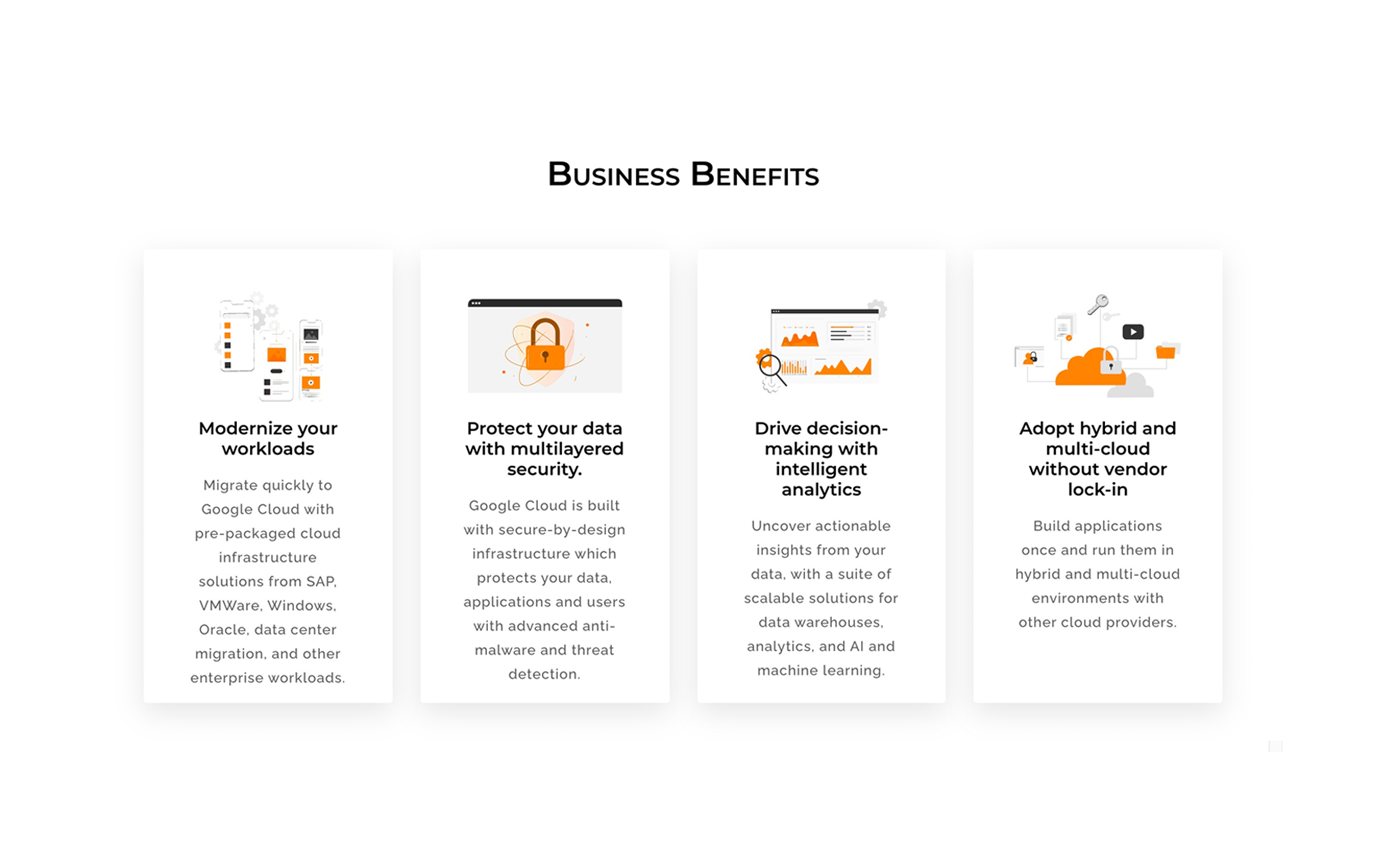 Business Benefits
Modernize your
workloads
Migrate quickly to
Google Cloud with
pre-packaged cloud
infrastructure
solutions from SAP,
VMWare, Windows,
Oracle, data center
migration, and other
enterprise workloads.
Protect your data
with multilayered
security.
Google Cloud is built
with secure-by-design
infrastructure which
protects your data,
applications and users
with advanced anti-
malware and threat
detection.
Drive decision-
making with
intelligent
analytics
Uncover actionable
insights from your
data, with a suite of
scalable solutions for
data warehouses,
analytics, and AI and
machine learning.
Adopt hybrid and
multi-cloud
without vendor
lock-in
Build applications
once and run them in
hybrid and multi-cloud
environments with
other cloud providers.